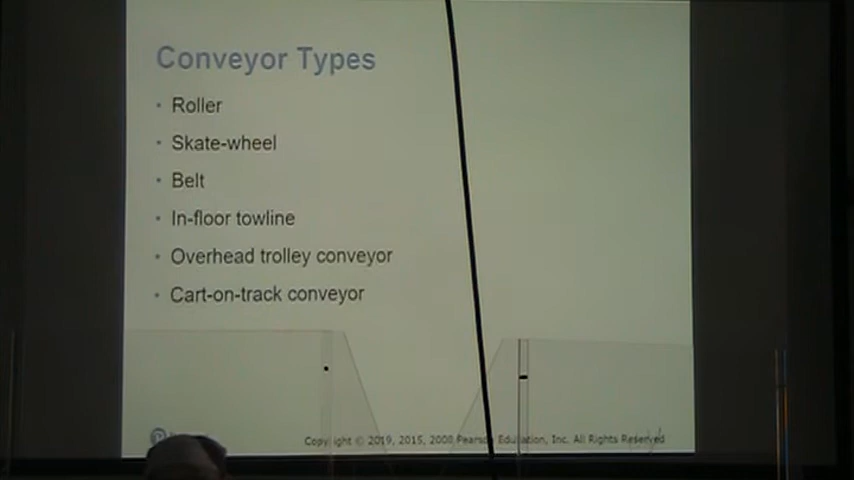 Conveyor Types
• Roller
• Skate-wheel
• Belt
• In-floor towline
• Overhead trolley conveyor
• Cart-on-track conveyor
Copyright © 2019, 2015, 2008 Pearson Education, Inc. All Rights Reserved